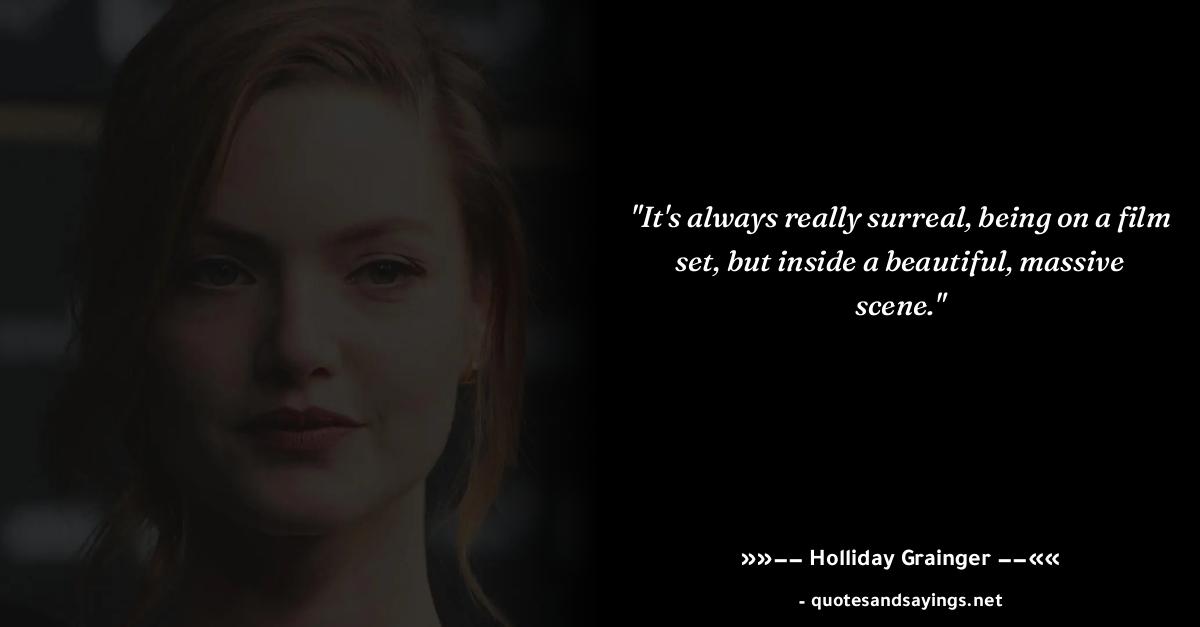 "It's always really surreal, being on a film
set, but inside a beautiful, massive
scene."
»»–– Holliday Grainger ––««
- quotesandsayings.net